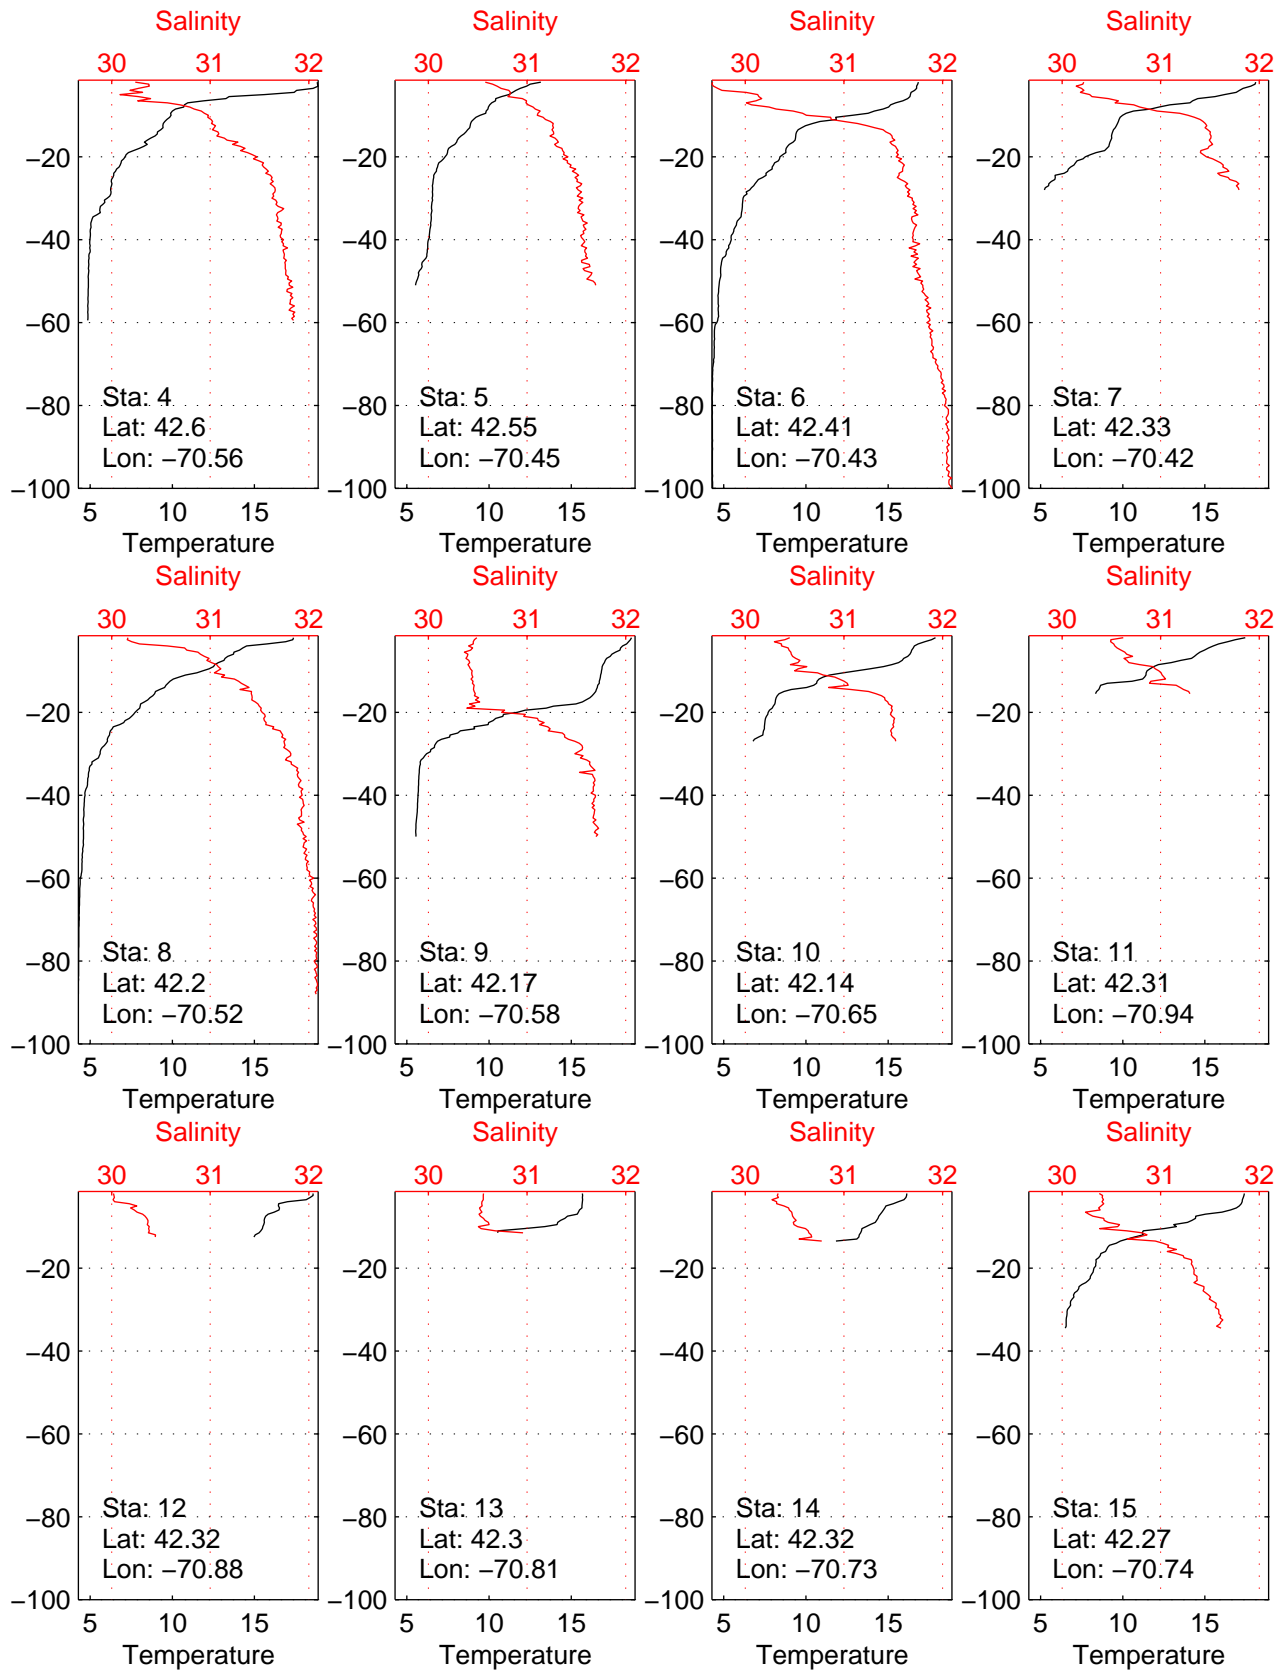 Salinity Salinity Salinity Salinity
30 31 32 30 31 32 30 31 32 30 31 32
−20 −20 −20 −20
−40 −40 −40 −40
−60 −60 −60 −60
−80 −80 −80 −80
Sta: 4 Sta: 5 Sta: 6 Sta: 7
Lat: 42.6 Lat: 42.55 Lat: 42.41 Lat: 42.33
Lon: −70.56 Lon: −70.45 Lon: −70.43 Lon: −70.42
−100 −100 −100 −100
5 10 15 5 10 15 5 10 15 5 10 15
Temperature Temperature Temperature Temperature
Salinity Salinity Salinity Salinity
30 31 32 30 31 32 30 31 32 30 31 32
−20 −20 −20 −20
−40 −40 −40 −40
−60 −60 −60 −60
−80 −80 −80 −80
Sta: 8 Sta: 9 Sta: 10 Sta: 11
Lat: 42.2 Lat: 42.17 Lat: 42.14 Lat: 42.31
Lon: −70.52 Lon: −70.58 Lon: −70.65 Lon: −70.94
−100 −100 −100 −100
5 10 15 5 10 15 5 10 15 5 10 15
Temperature Temperature Temperature Temperature
Salinity Salinity Salinity Salinity
30 31 32 30 31 32 30 31 32 30 31 32
−20 −20 −20 −20
−40 −40 −40 −40
−60 −60 −60 −60
−80 −80 −80 −80
Sta: 12 Sta: 13 Sta: 14 Sta: 15
Lat: 42.32 Lat: 42.3 Lat: 42.32 Lat: 42.27
Lon: −70.88 Lon: −70.81 Lon: −70.73 Lon: −70.74
−100 −100 −100 −100
5 10 15 5 10 15 5 10 15 5 10 15
Temperature Temperature Temperature Temperature